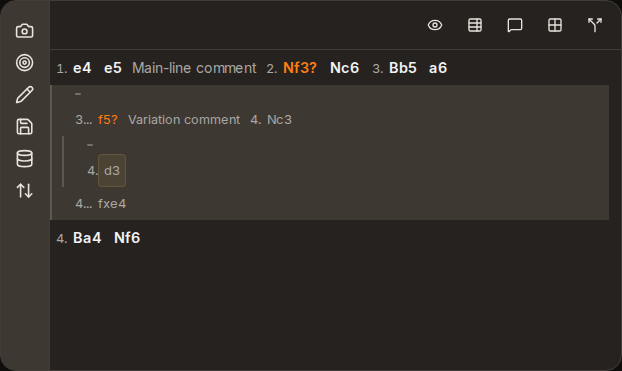 1. e4 e5 Main-line comment 2. Nf3? Nc6 3. Bb5 a6
–
3... f5? Variation comment 4. Nc3
–
4. d3
4... fxe4
4. Ba4 Nf6